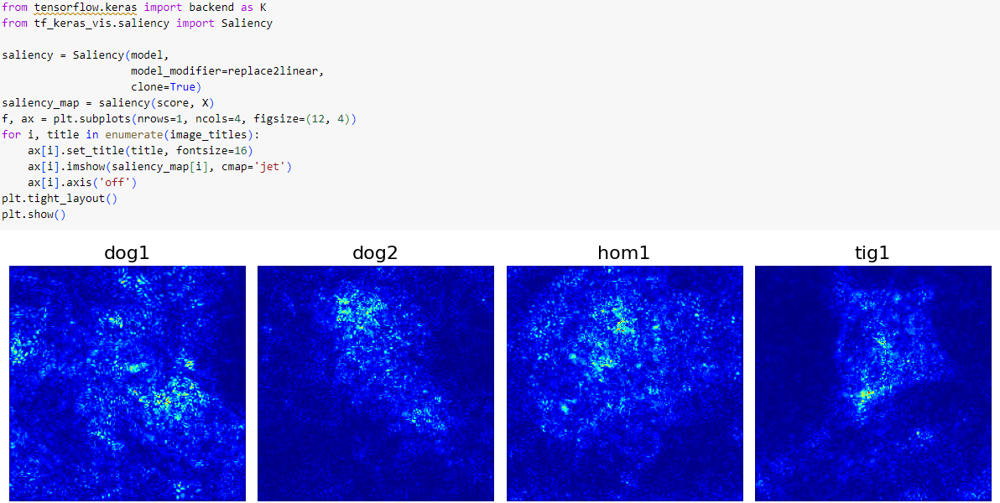 from tensorflow.keras import backend as K
from tf_keras_vis.saliency import Saliency
saliency = Saliency(model,
                    model_modifier=replace2linear,
                    clone=True)
saliency_map = saliency(score, X)
f, ax = plt.subplots(nrows=1, ncols=4, figsize=(12, 4))
for i, title in enumerate(image_titles):
    ax[i].set_title(title, fontsize=16)
    ax[i].imshow(saliency_map[i], cmap='jet')
    ax[i].axis('off')
plt.tight_layout()
plt.show()
dog1 dog2 hom1 tig1